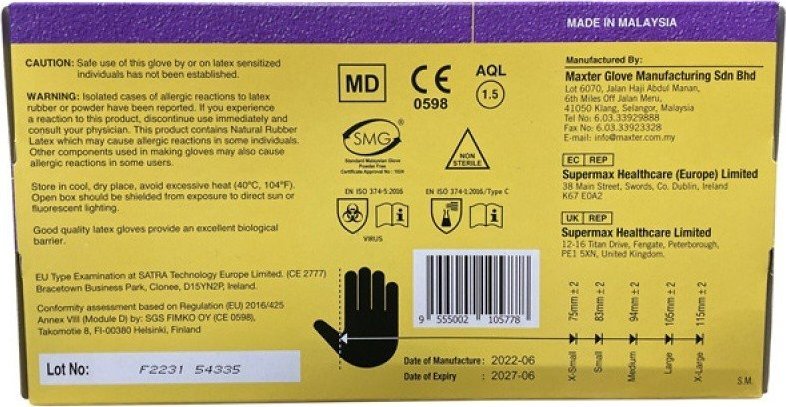 MADE IN MALAYSIA
CAUTION: Safe use of this glove by or on latex sensitized
individuals has not been established.
WARNING: Isolated cases of allergic reactions to latex
rubber or powder have been reported. If you experience
a reaction to this product, discontinue use immediately and
consult your physician. This product contains Natural Rubber
Latex which may cause allergic reactions in some individuals.
Other components used in making gloves may also cause
allergic reactions in some users.
Store in cool, dry place, avoid excessive heat (40°C, 104°F).
Open box should be shielded from exposure to direct sun or
fluorescent lighting.
Good quality latex gloves provide an excellent biological
barrier.
EU Type Examination at SATRA Technology Europe Limited. (CE 2777)
Bracetown Business Park, Clonee, D15YN2P, Ireland.
Conformity assessment based on Regulation (EU) 2016/425
Annex VIII (Module D) by: SGS FIMKO OY (CE 0598),
Takomotie 8, FI-00380 Helsinki, Finland
Lot No: F2231 54335
MD
CE
0598
AQL
1.5
SMG®
Standard Malaysian Glove
Powder Free
NON
STERILE
EN ISO 374-5:2016
VIRUS
EN ISO 374-1:2016/Type C
9 555002 105778
Date of Manufacture : 2022-06
Date of Expiry : 2027-06
Manufactured By:
Maxter Glove Manufacturing Sdn Bhd
Lot 6070, Jalan Haji Abdul Manan,
6th Miles Off Jalan Meru,
41050 Klang, Selangor, Malaysia
Tel No: 6.03.33929888
Fax No: 6.03.33923328
E-mail: info@maxter.com.my
EC REP
Supermax Healthcare (Europe) Limited
38 Main Street, Swords, Co. Dublin, Ireland
K67 E0A2
UK REP
Supermax Healthcare Limited
12-16 Titan Drive, Fengate, Peterborough,
PE1 5XN, United Kingdom.
X-Small 75mm ± 2
Small 83mm ± 2
Medium 94mm ± 2
Large 105mm ± 2
X-Large 115mm ± 2
S.M.